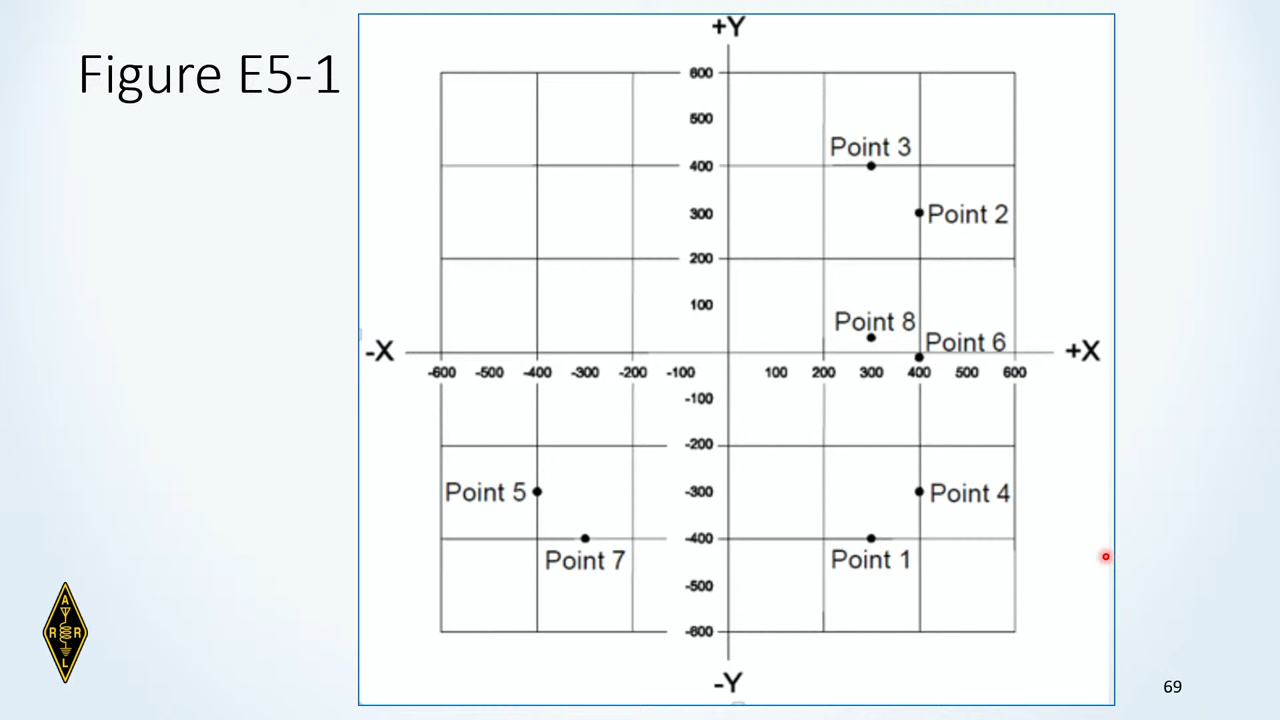 Figure E5-1
+Y
600
500
Point 3
400
300
Point 2
200
100
Point 8
Point 6
-X
+X
-600 -500 -400 -300 -200 -100 100 200 300 400 500 600
-100
-200
Point 5
-300
Point 4
-400
Point 7
Point 1
-500
-600
-Y
A
R R
L
69